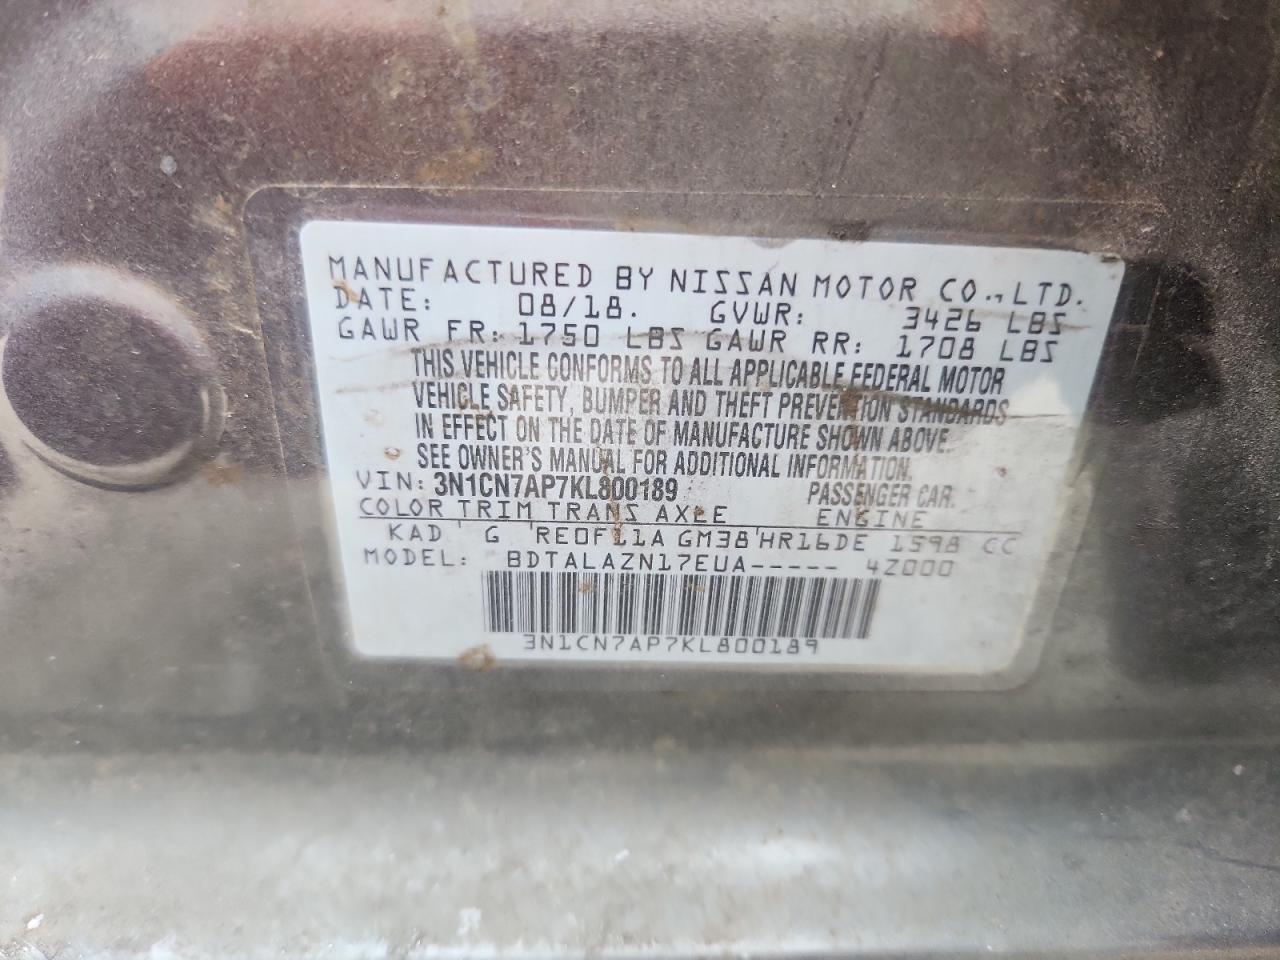 MANUFACTURED BY NISSAN MOTOR CO., LTD.
DATE: 08/18. GVWR: 3426 LBS
GAWR FR: 1750 LBS GAWR RR: 1708 LBS
THIS VEHICLE CONFORMS TO ALL APPLICABLE FEDERAL MOTOR
VEHICLE SAFETY, BUMPER AND THEFT PREVENTION STANDARDS
IN EFFECT ON THE DATE OF MANUFACTURE SHOWN ABOVE.
SEE OWNER'S MANUAL FOR ADDITIONAL INFORMATION.
VIN: 3N1CN7AP7KL800189 PASSENGER CAR.
COLOR TRIM TRANS AXLE ENGINE
KAD G RE0F11A GM38 HR16DE 1598 CC
MODEL: BDTALAZN17EUA----- 4Z000
3N1CN7AP7KL800189